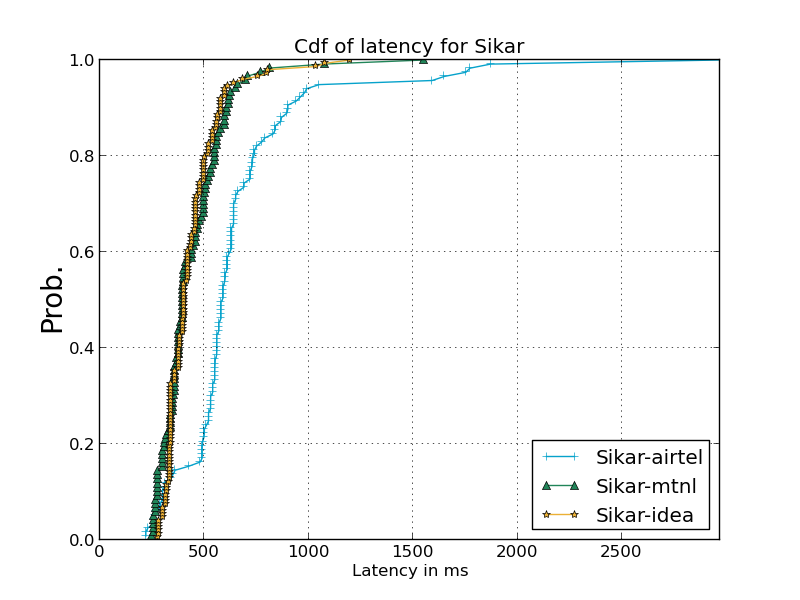 Cdf of latency for Sikar
Prob.
1.0
0.8
0.6
0.4
0.2
0.0
0 500 1000 1500 2000 2500
Latency in ms
Sikar-airtel
Sikar-mtnl
Sikar-idea